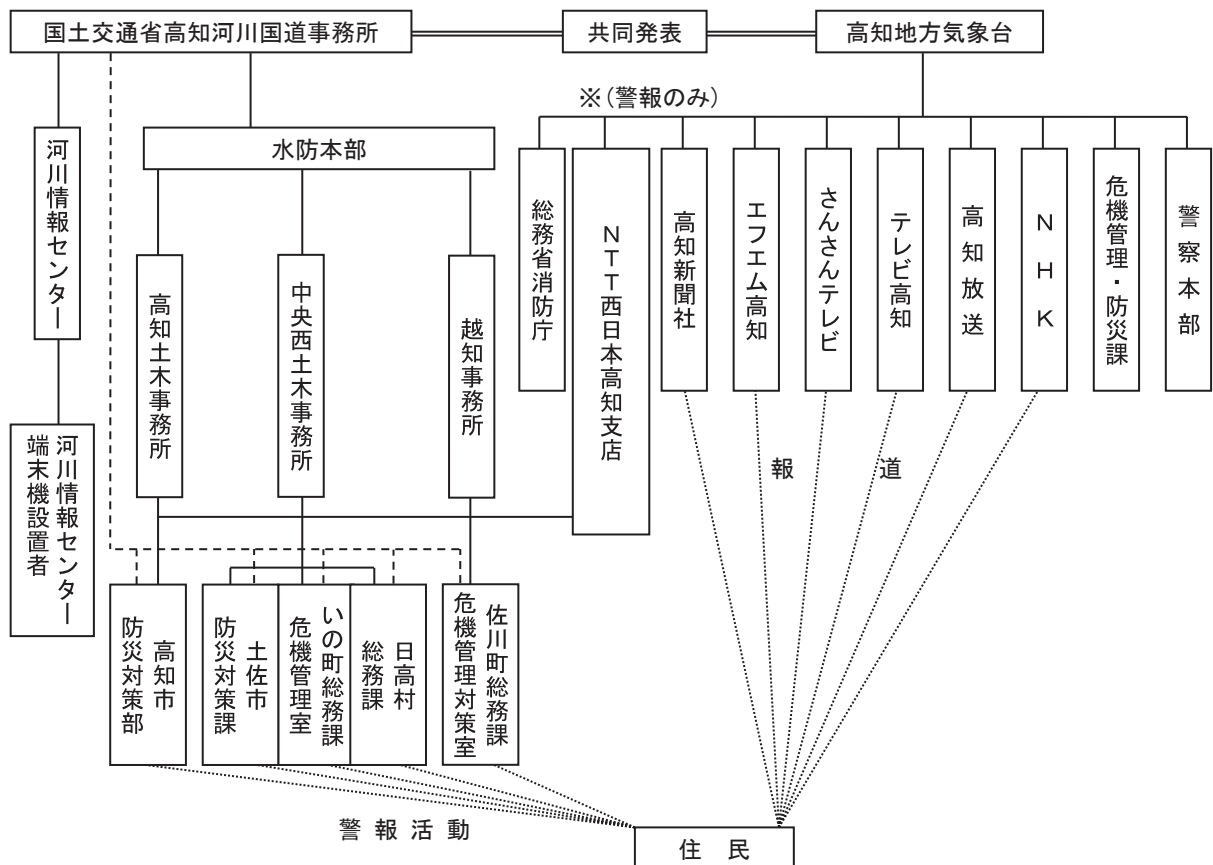 国土交通省高知河川国道事務所
共同発表
高知地方気象台
※(警報のみ)
河川情報センター
水防本部
総務省消防庁
NTT西日本高知支店
高知新聞社
エフエム高知
さんさんテレビ
テレビ高知
高知放送
NHK
危機管理・防災課
警察本部
高知土木事務所
中央西土木事務所
越知事務所
河川情報センター
端末機設置者
報道
高知市
防災対策部
土佐市
防災対策課
いの町総務課
危機管理室
日高村
総務課
佐川町総務課
危機管理対策室
警報活動
住民